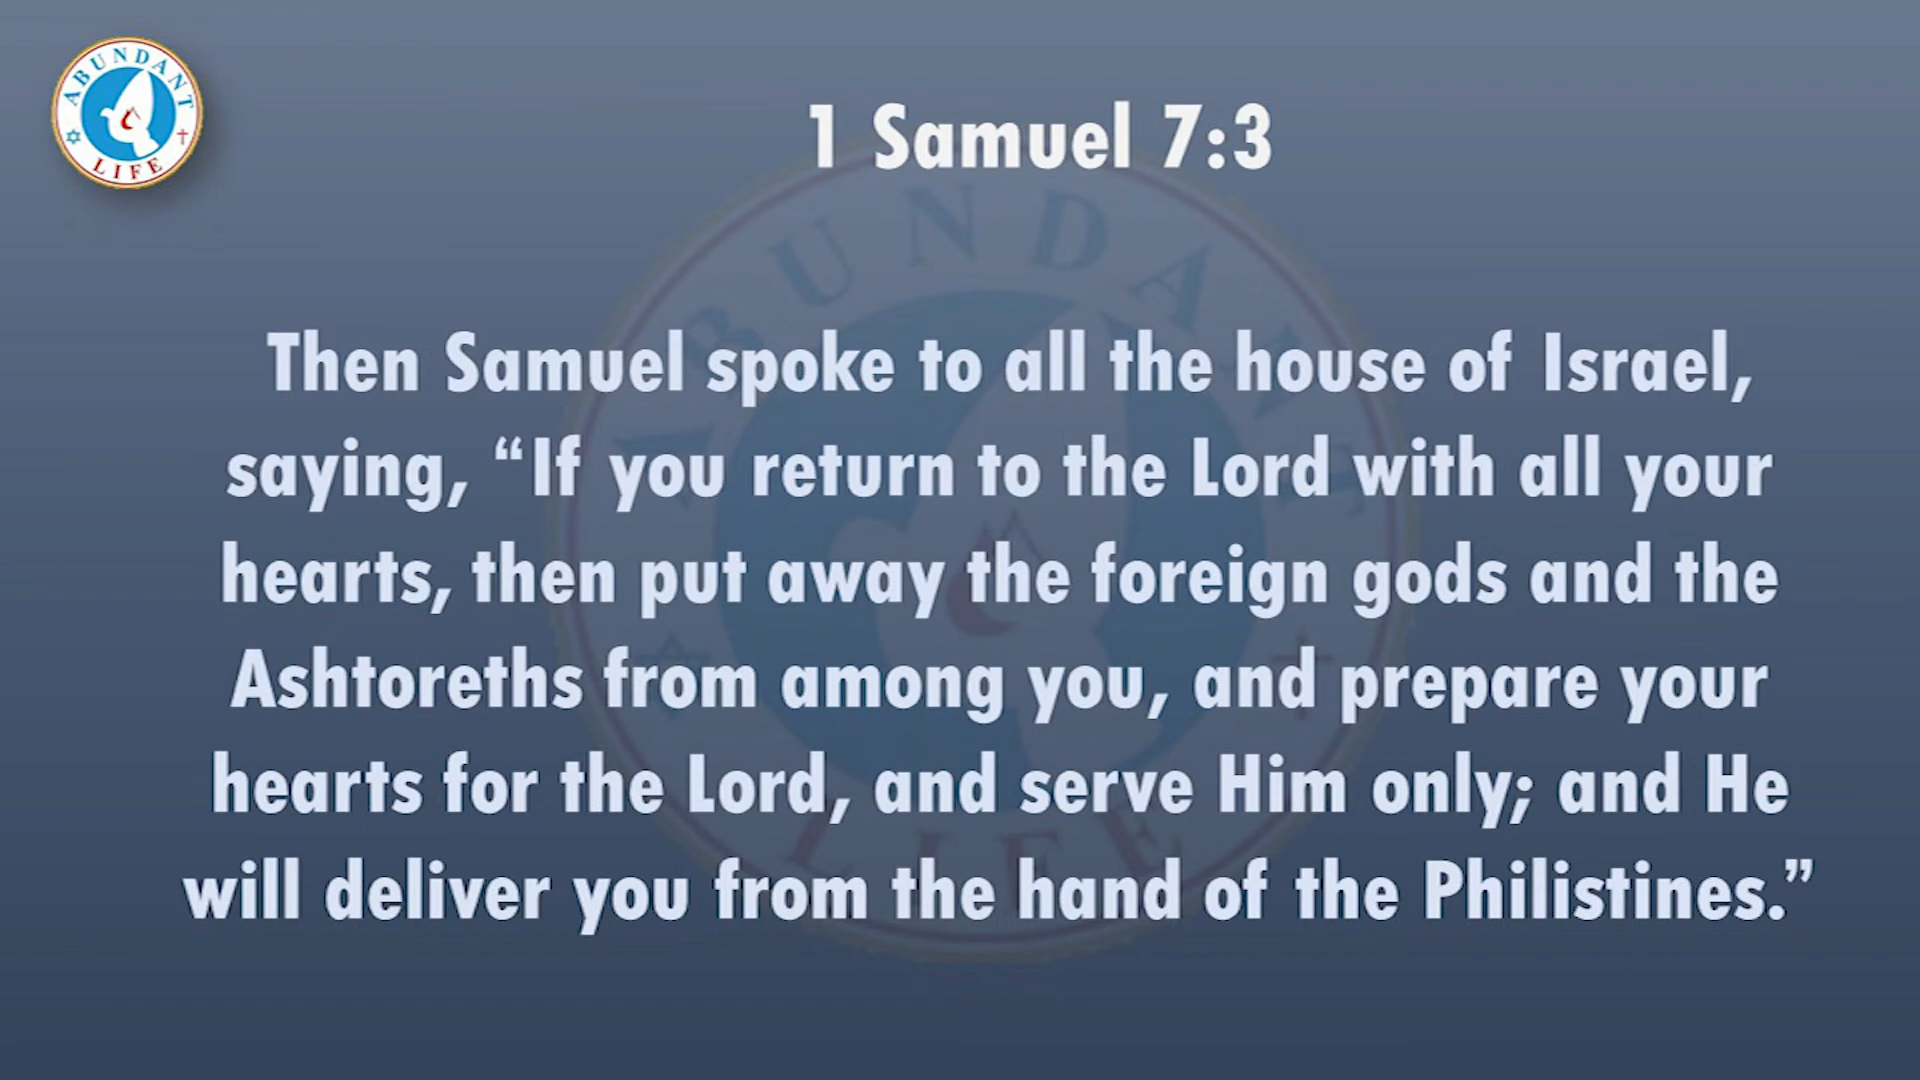 ABUNDANT
LIFE
1 Samuel 7:3
Then Samuel spoke to all the house of Israel,
saying, “If you return to the Lord with all your
hearts, then put away the foreign gods and the
Ashtoreths from among you, and prepare your
hearts for the Lord, and serve Him only; and He
will deliver you from the hand of the Philistines.”
ABUNDANT
LIFE